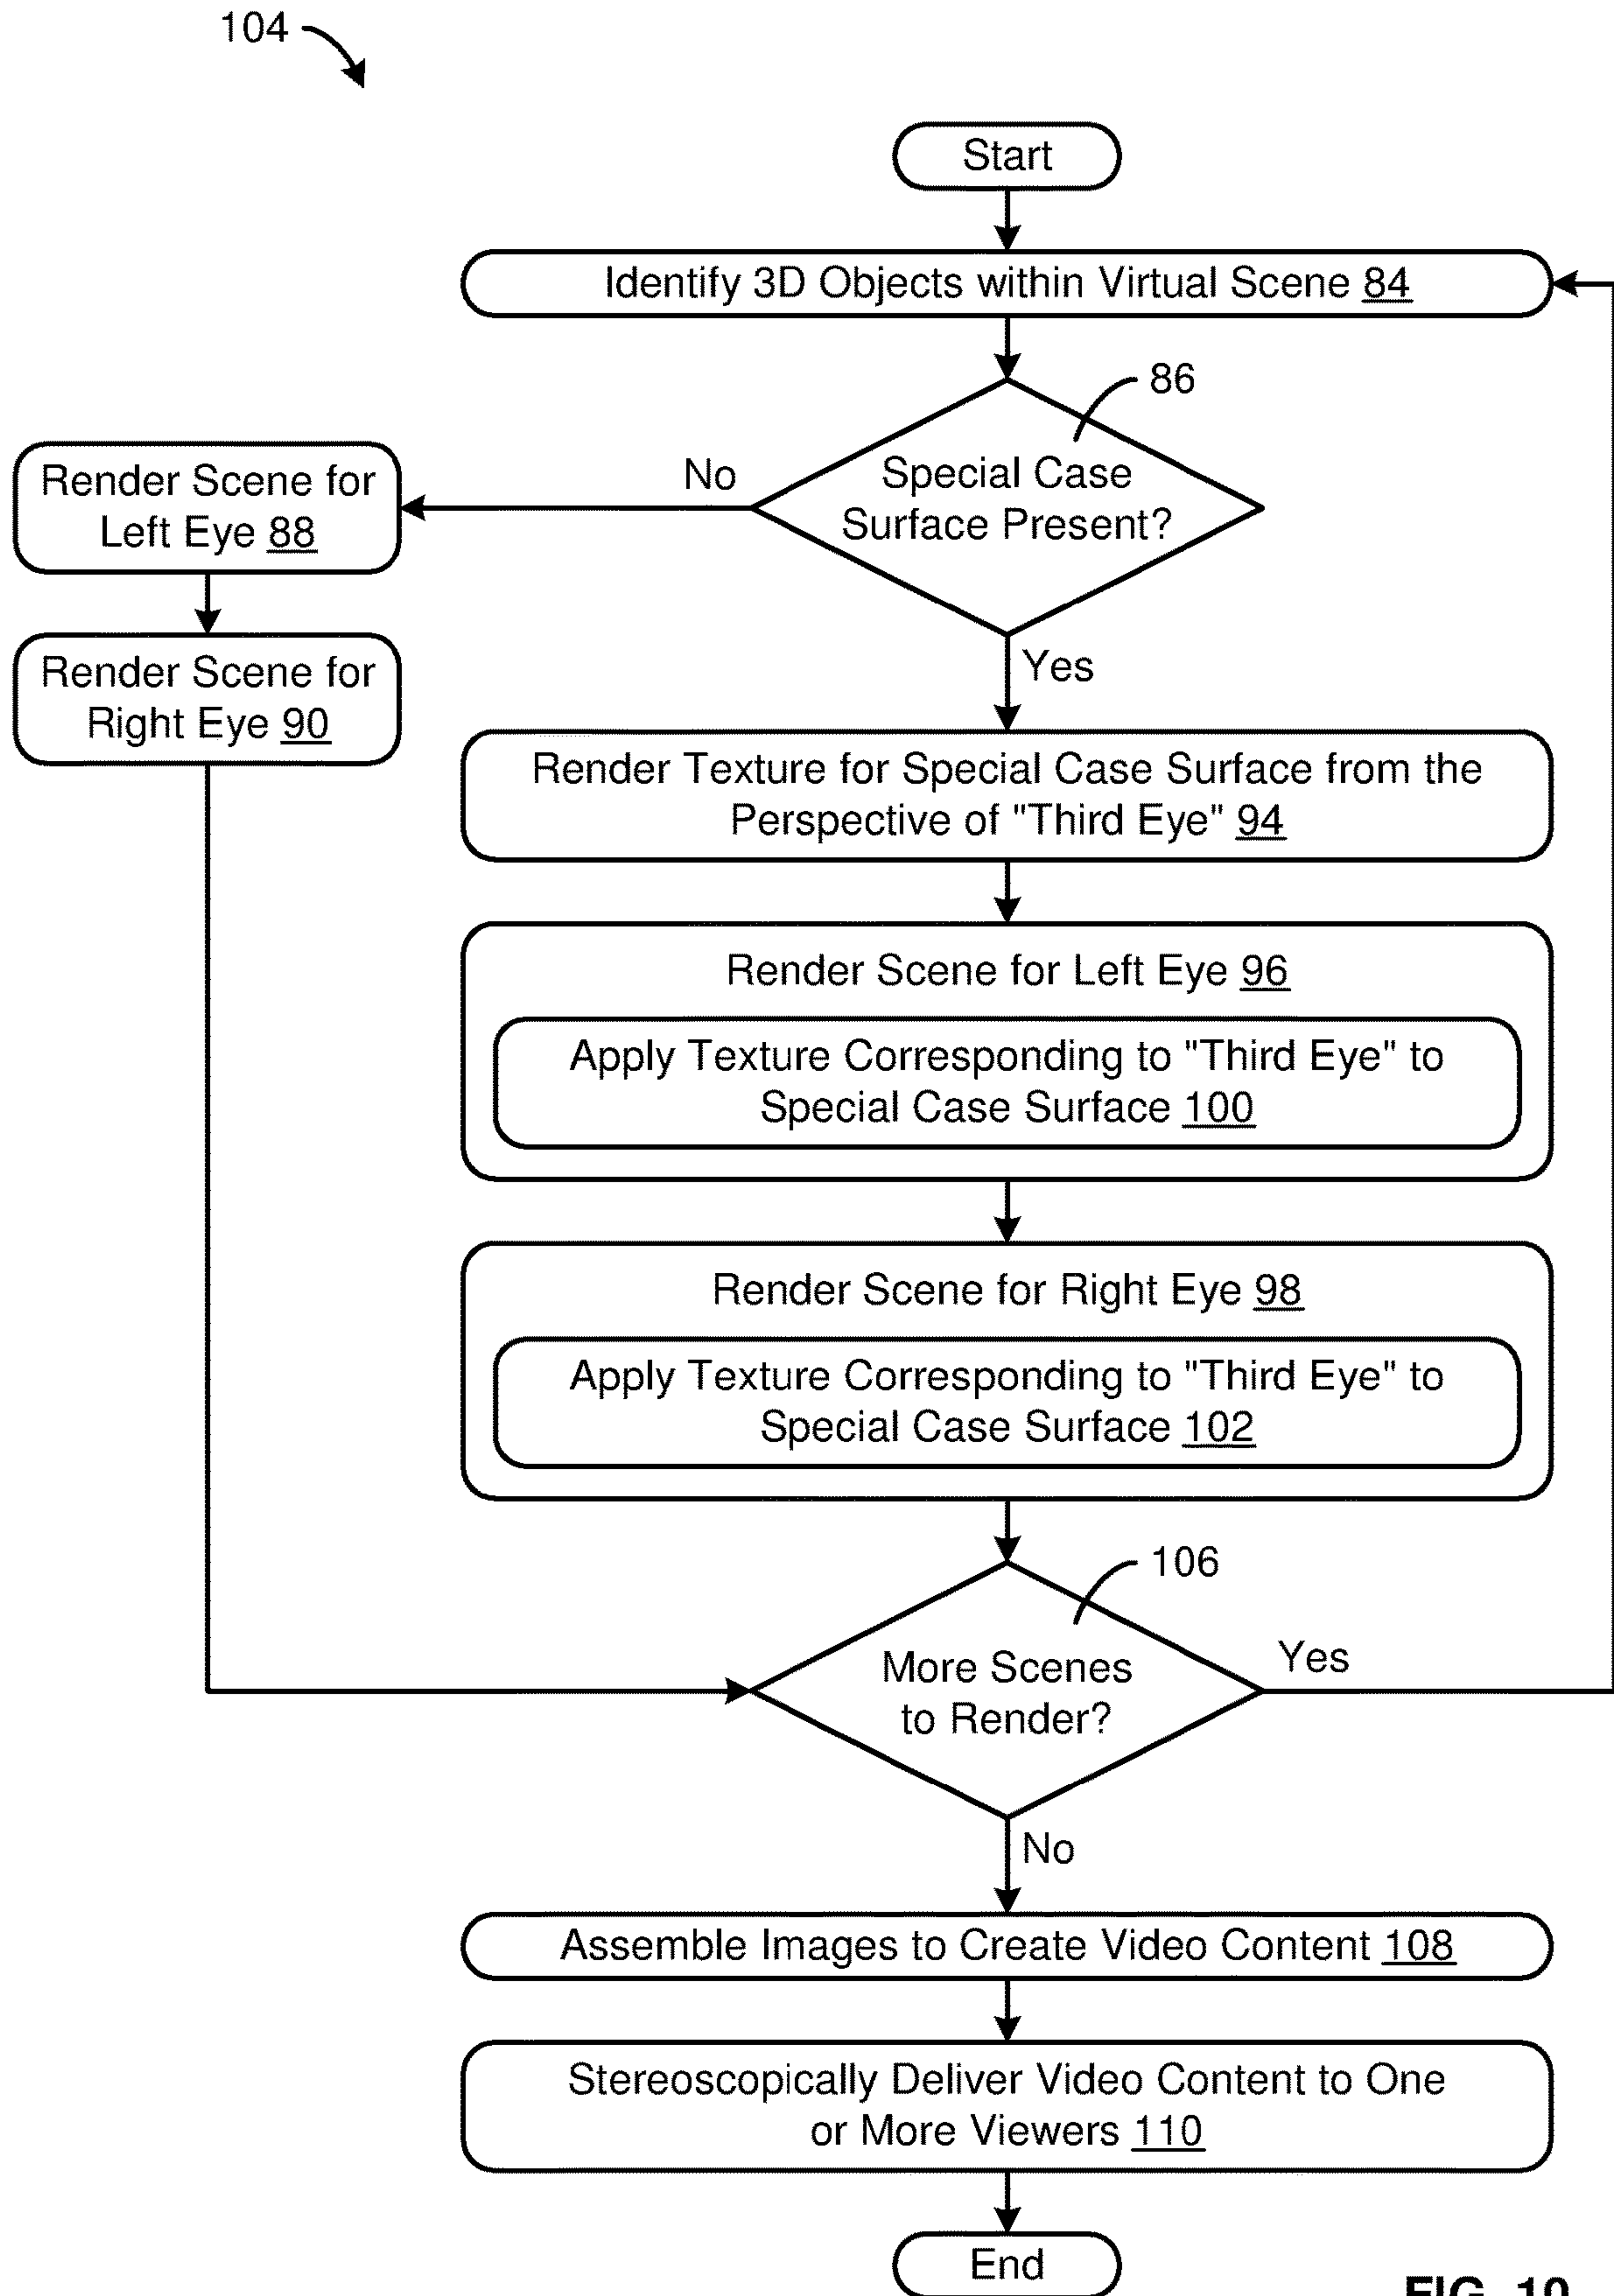 104
Start
Identify 3D Objects within Virtual Scene 84
86
Special Case
Surface Present?
No
Yes
Render Scene for
Left Eye 88
Render Scene for
Right Eye 90
Render Texture for Special Case Surface from the
Perspective of "Third Eye" 94
Render Scene for Left Eye 96
Apply Texture Corresponding to "Third Eye" to
Special Case Surface 100
Render Scene for Right Eye 98
Apply Texture Corresponding to "Third Eye" to
Special Case Surface 102
106
More Scenes
to Render?
Yes
No
Assemble Images to Create Video Content 108
Stereoscopically Deliver Video Content to One
or More Viewers 110
End
FIG. 10